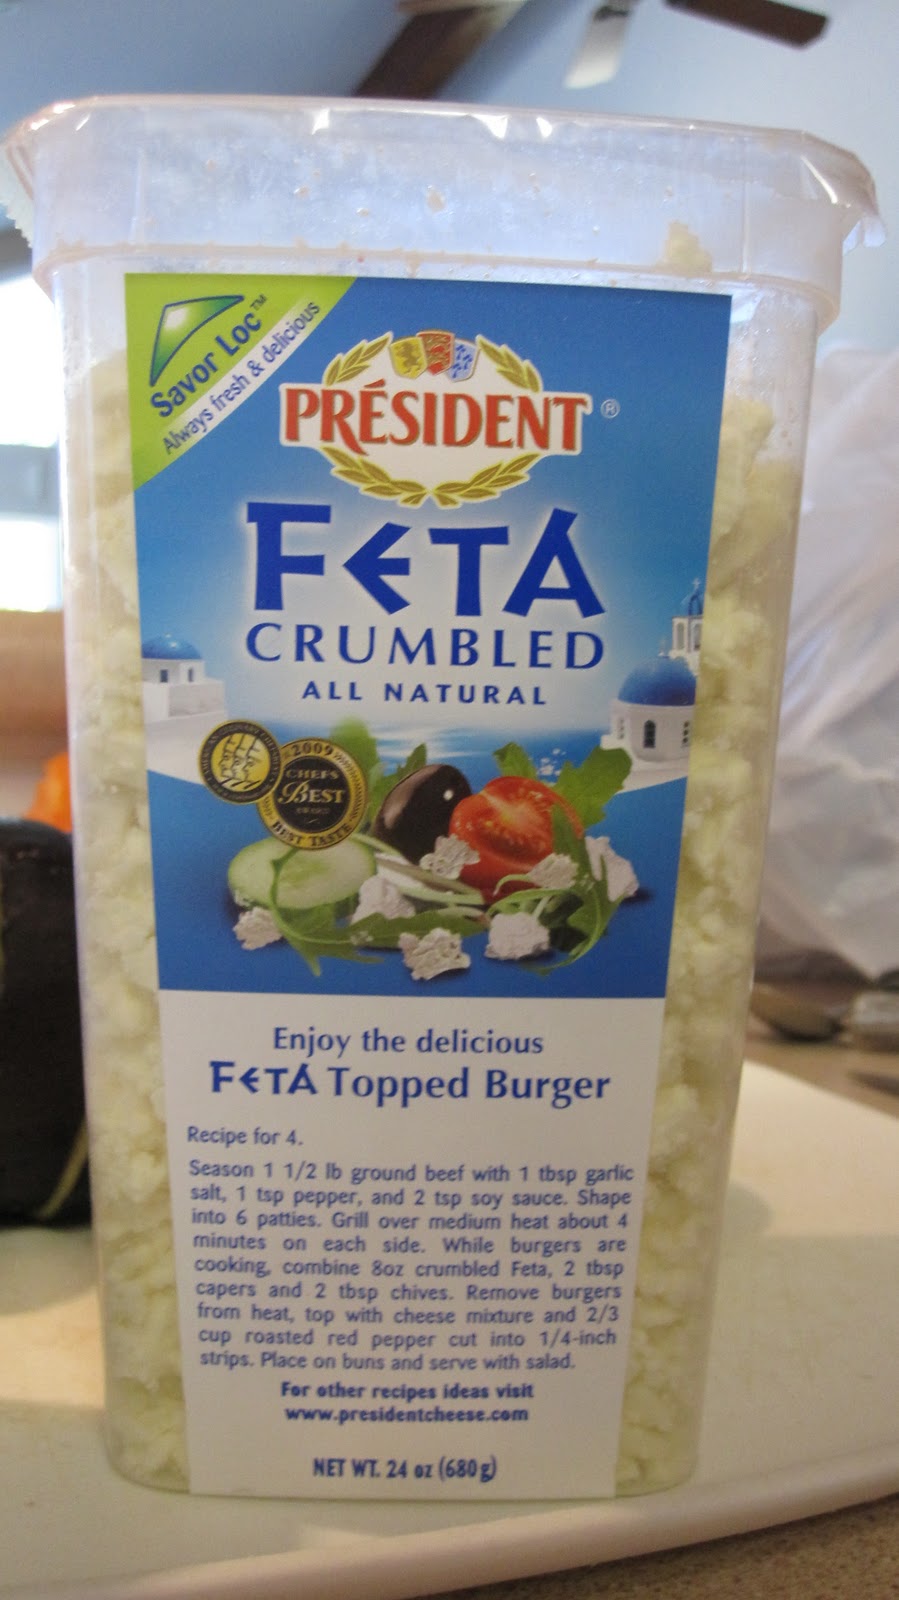 Savor Loc™
Always fresh & delicious
PRÉSIDENT®
FETA
CRUMBLED
ALL NATURAL
2009
CHEFS
BEST
BEST TASTE
Enjoy the delicious
FETA Topped Burger
Recipe for 4.
Season 1 1/2 lb ground beef with 1 tbsp garlic
salt, 1 tsp pepper, and 2 tsp soy sauce. Shape
into 6 patties. Grill over medium heat about 4
minutes on each side. While burgers are
cooking, combine 8oz crumbled Feta, 2 tbsp
capers and 2 tbsp chives. Remove burgers
from heat, top with cheese mixture and 2/3
cup roasted red pepper cut into 1/4-inch
strips. Place on buns and serve with salad.
For other recipes ideas visit
www.presidentcheese.com
NET WT. 24 oz (680g)